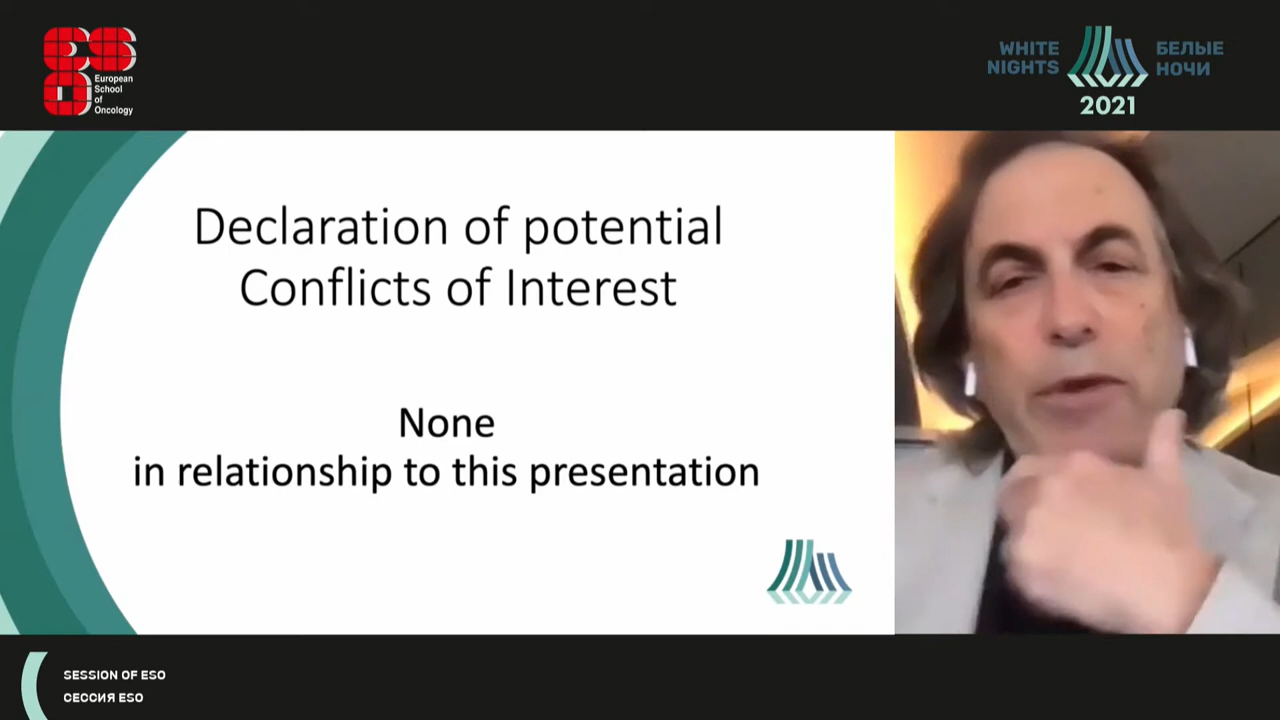 European
School
of
Oncology
WHITE
NIGHTS
БЕЛЫЕ
НОЧИ
2021
Declaration of potential
Conflicts of Interest
None
in relationship to this presentation
SESSION OF ESO
СЕССИЯ ESO